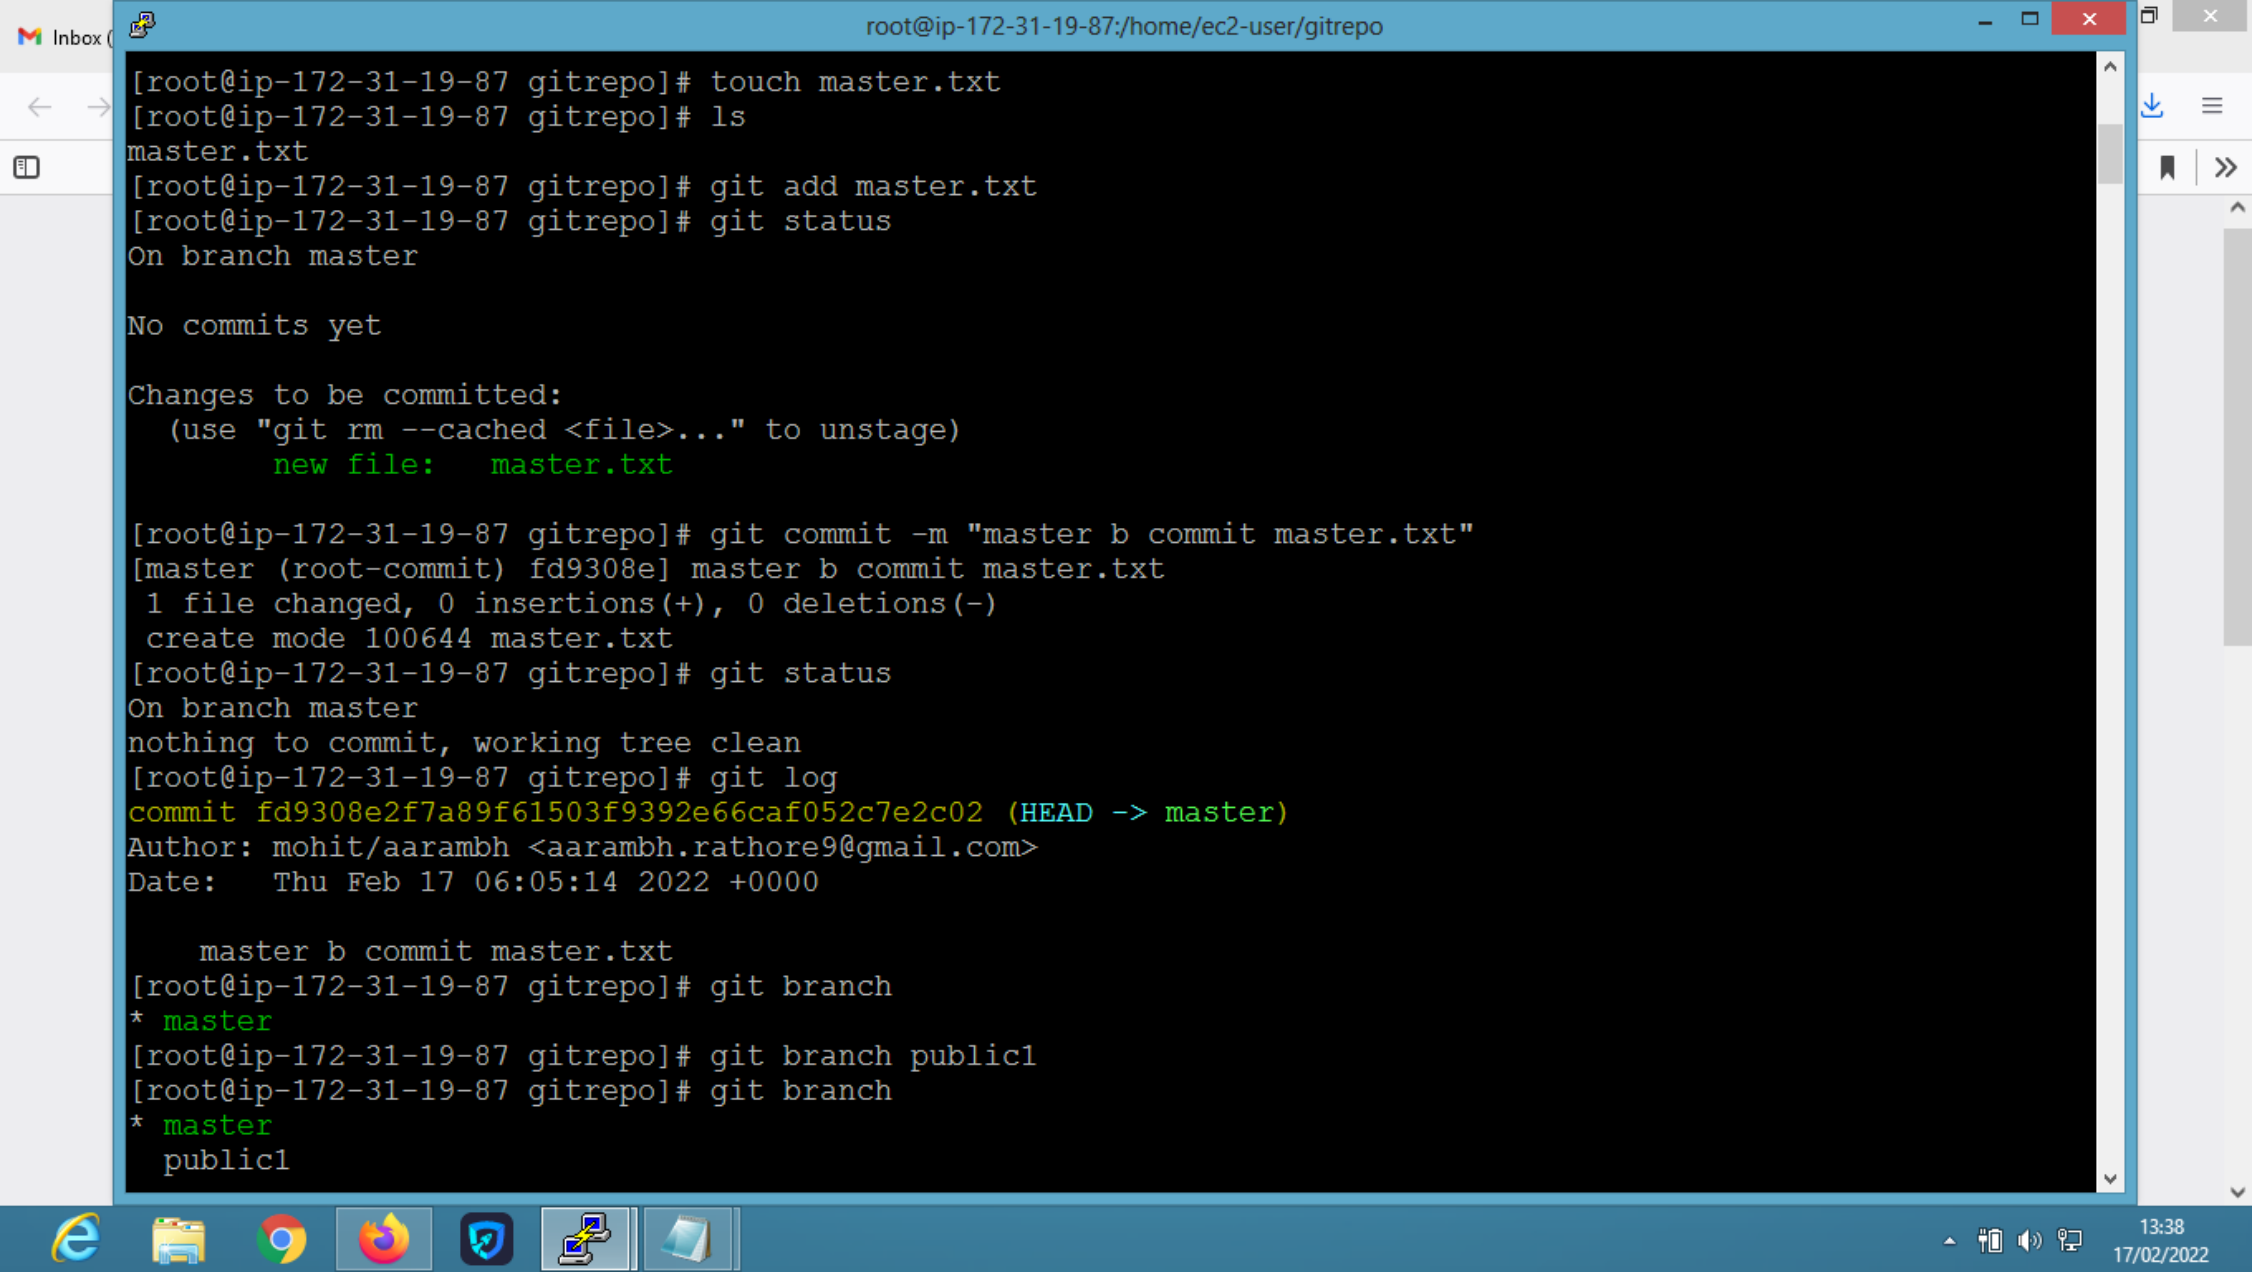 Inbox (
root@ip-172-31-19-87:/home/ec2-user/gitrepo
[root@ip-172-31-19-87 gitrepo]# touch master.txt
[root@ip-172-31-19-87 gitrepo]# ls
master.txt
[root@ip-172-31-19-87 gitrepo]# git add master.txt
[root@ip-172-31-19-87 gitrepo]# git status
On branch master
No commits yet
Changes to be committed:
(use "git rm --cached <file>..." to unstage)
new file:   master.txt
[root@ip-172-31-19-87 gitrepo]# git commit -m "master b commit master.txt"
[master (root-commit) fd9308e] master b commit master.txt
1 file changed, 0 insertions(+), 0 deletions(-)
create mode 100644 master.txt
[root@ip-172-31-19-87 gitrepo]# git status
On branch master
nothing to commit, working tree clean
[root@ip-172-31-19-87 gitrepo]# git log
commit fd9308e2f7a89f61503f9392e66caf052c7e2c02 (HEAD -> master)
Author: mohit/aarambh <aarambh.rathore9@gmail.com>
Date:   Thu Feb 17 06:05:14 2022 +0000
master b commit master.txt
[root@ip-172-31-19-87 gitrepo]# git branch
* master
[root@ip-172-31-19-87 gitrepo]# git branch public1
[root@ip-172-31-19-87 gitrepo]# git branch
* master
public1
13:38
17/02/2022